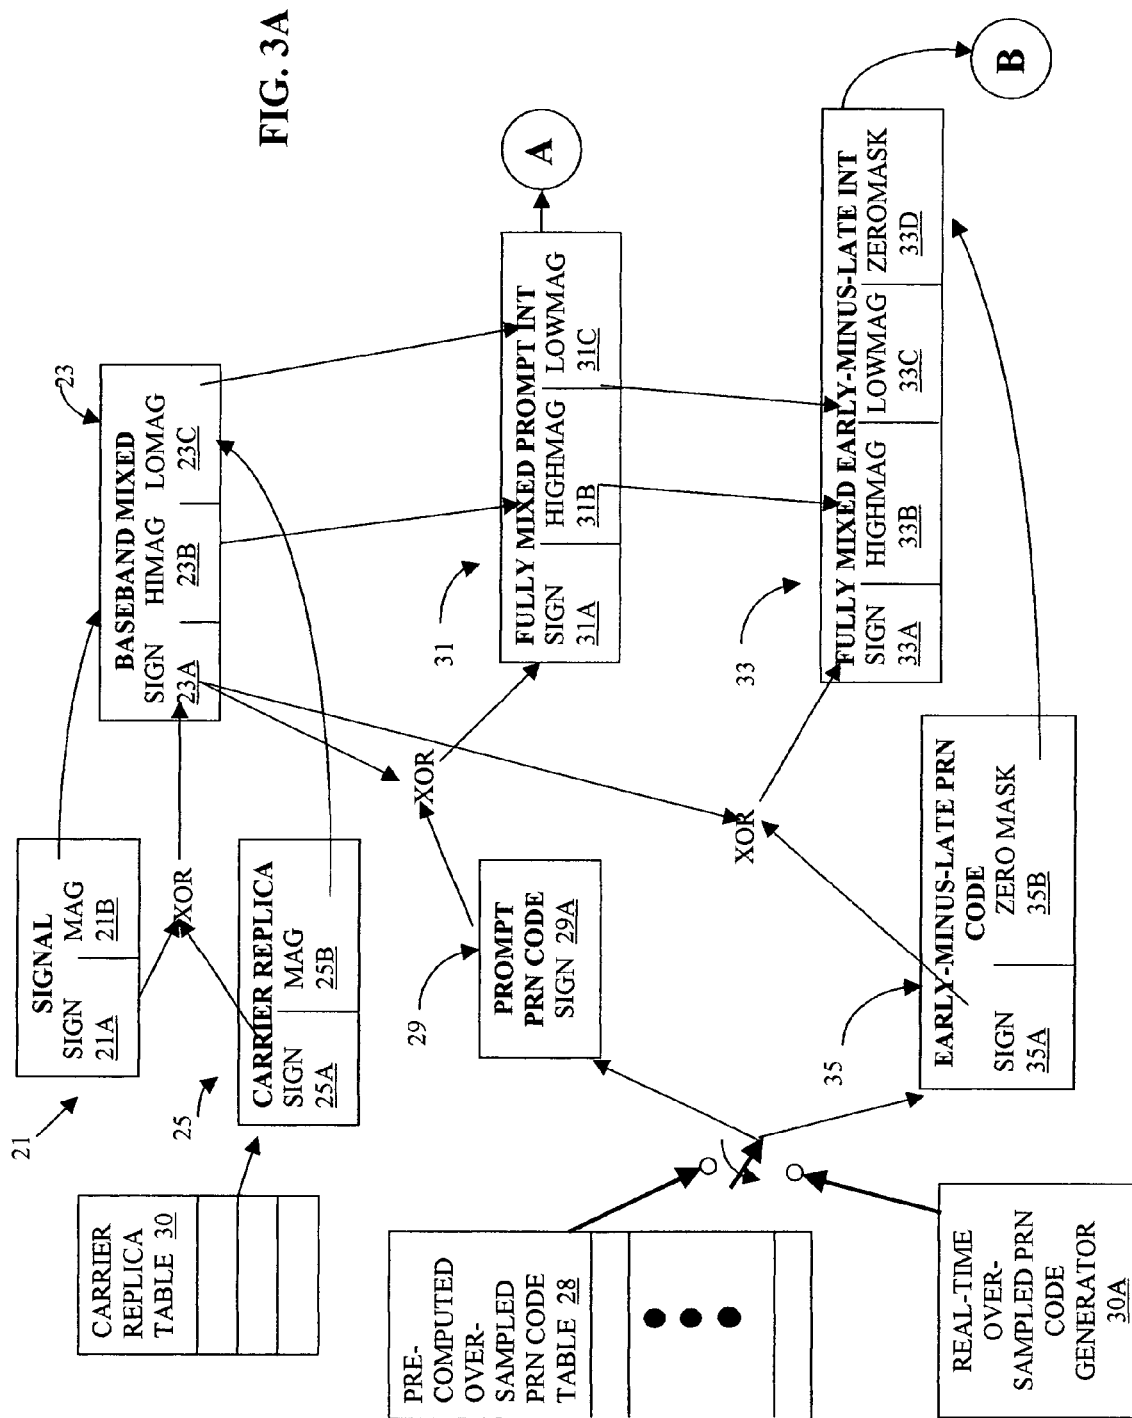 FIG. 3A
21
SIGNAL
SIGN MAG
21A 21B
23
BASEBAND MIXED
SIGN HIMAG LOMAG
23A 23B 23C
XOR
CARRIER
REPLICA
TABLE 30
25
CARRIER REPLICA
SIGN MAG
25A 25B
XOR
29
PROMPT
PRN CODE
SIGN 29A
31
FULLY MIXED PROMPT INT
SIGN HIGHMAG LOWMAG
31A 31B 31C
A
PRE-
COMPUTED
OVER-
SAMPLED
PRN CODE
TABLE 28
XOR
33
FULLY MIXED EARLY-MINUS-LATE INT
SIGN HIGHMAG LOWMAG ZEROMASK
33A 33B 33C 33D
B
35
EARLY-MINUS-LATE PRN
CODE
SIGN ZERO MASK
35A 35B
REAL-TIME
OVER-
SAMPLED PRN
CODE
GENERATOR
30A